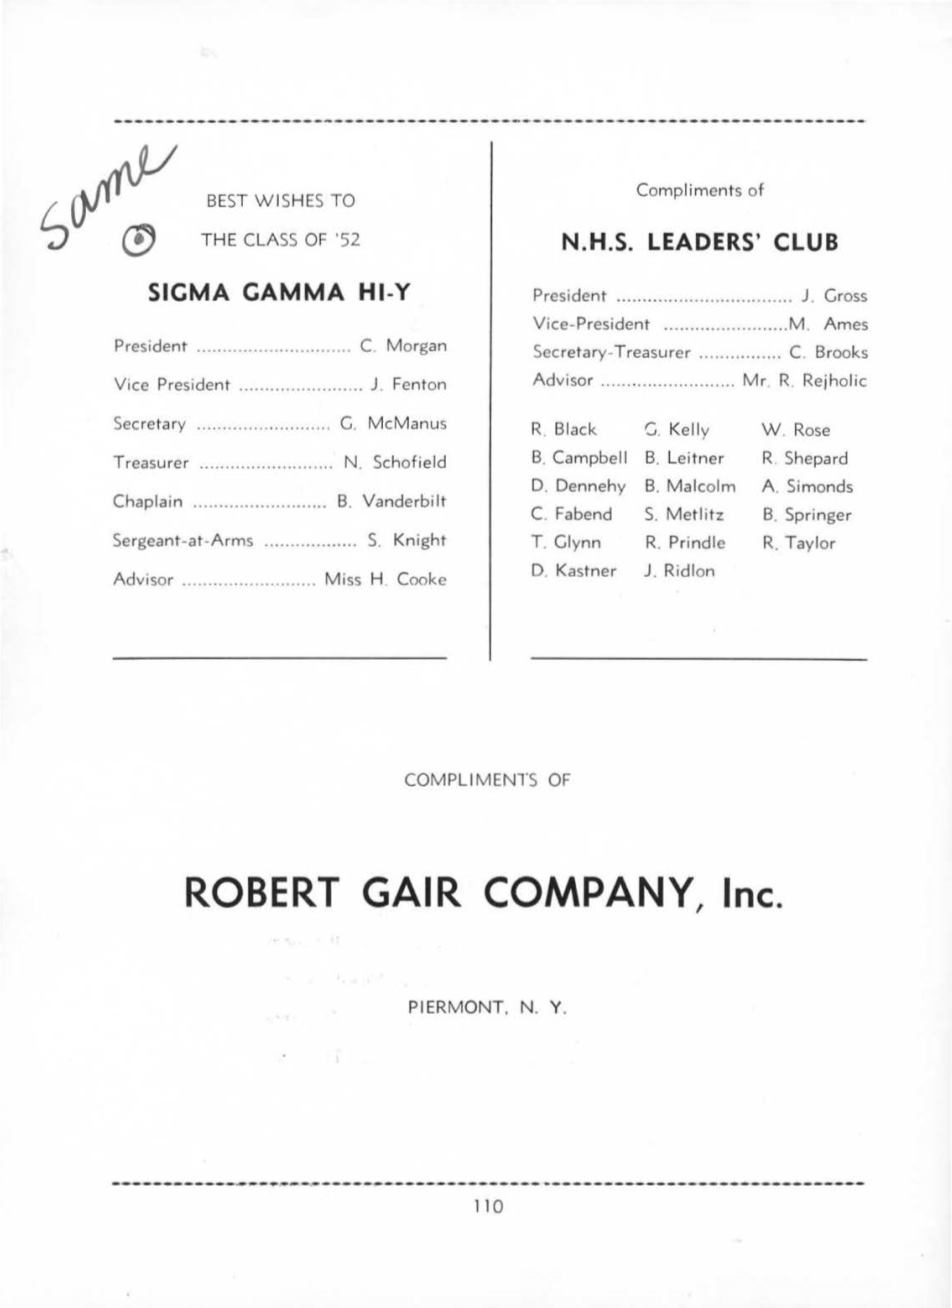 Same
BEST WISHES TO
THE CLASS OF '52
SIGMA GAMMA HI-Y
President ............................. C. Morgan
Vice President ....................... J. Fenton
Secretary ......................... G. McManus
Treasurer ......................... N. Schofield
Chaplain ......................... B. Vanderbilt
Sergeant-at-Arms .................. S. Knight
Advisor ......................... Miss H. Cooke
Compliments of
N.H.S. LEADERS' CLUB
President ................................. J. Gross
Vice-President ........................M. Ames
Secretary-Treasurer ................ C. Brooks
Advisor ......................... Mr. R. Rejholic
R. Black G. Kelly W. Rose
B. Campbell B. Leitner R. Shepard
D. Dennehy B. Malcolm A. Simonds
C. Fabend S. Metlitz B. Springer
T. Glynn R. Prindle R. Taylor
D. Kastner J. Ridlon
COMPLIMENTS OF
ROBERT GAIR COMPANY, Inc.
PIERMONT, N. Y.
110